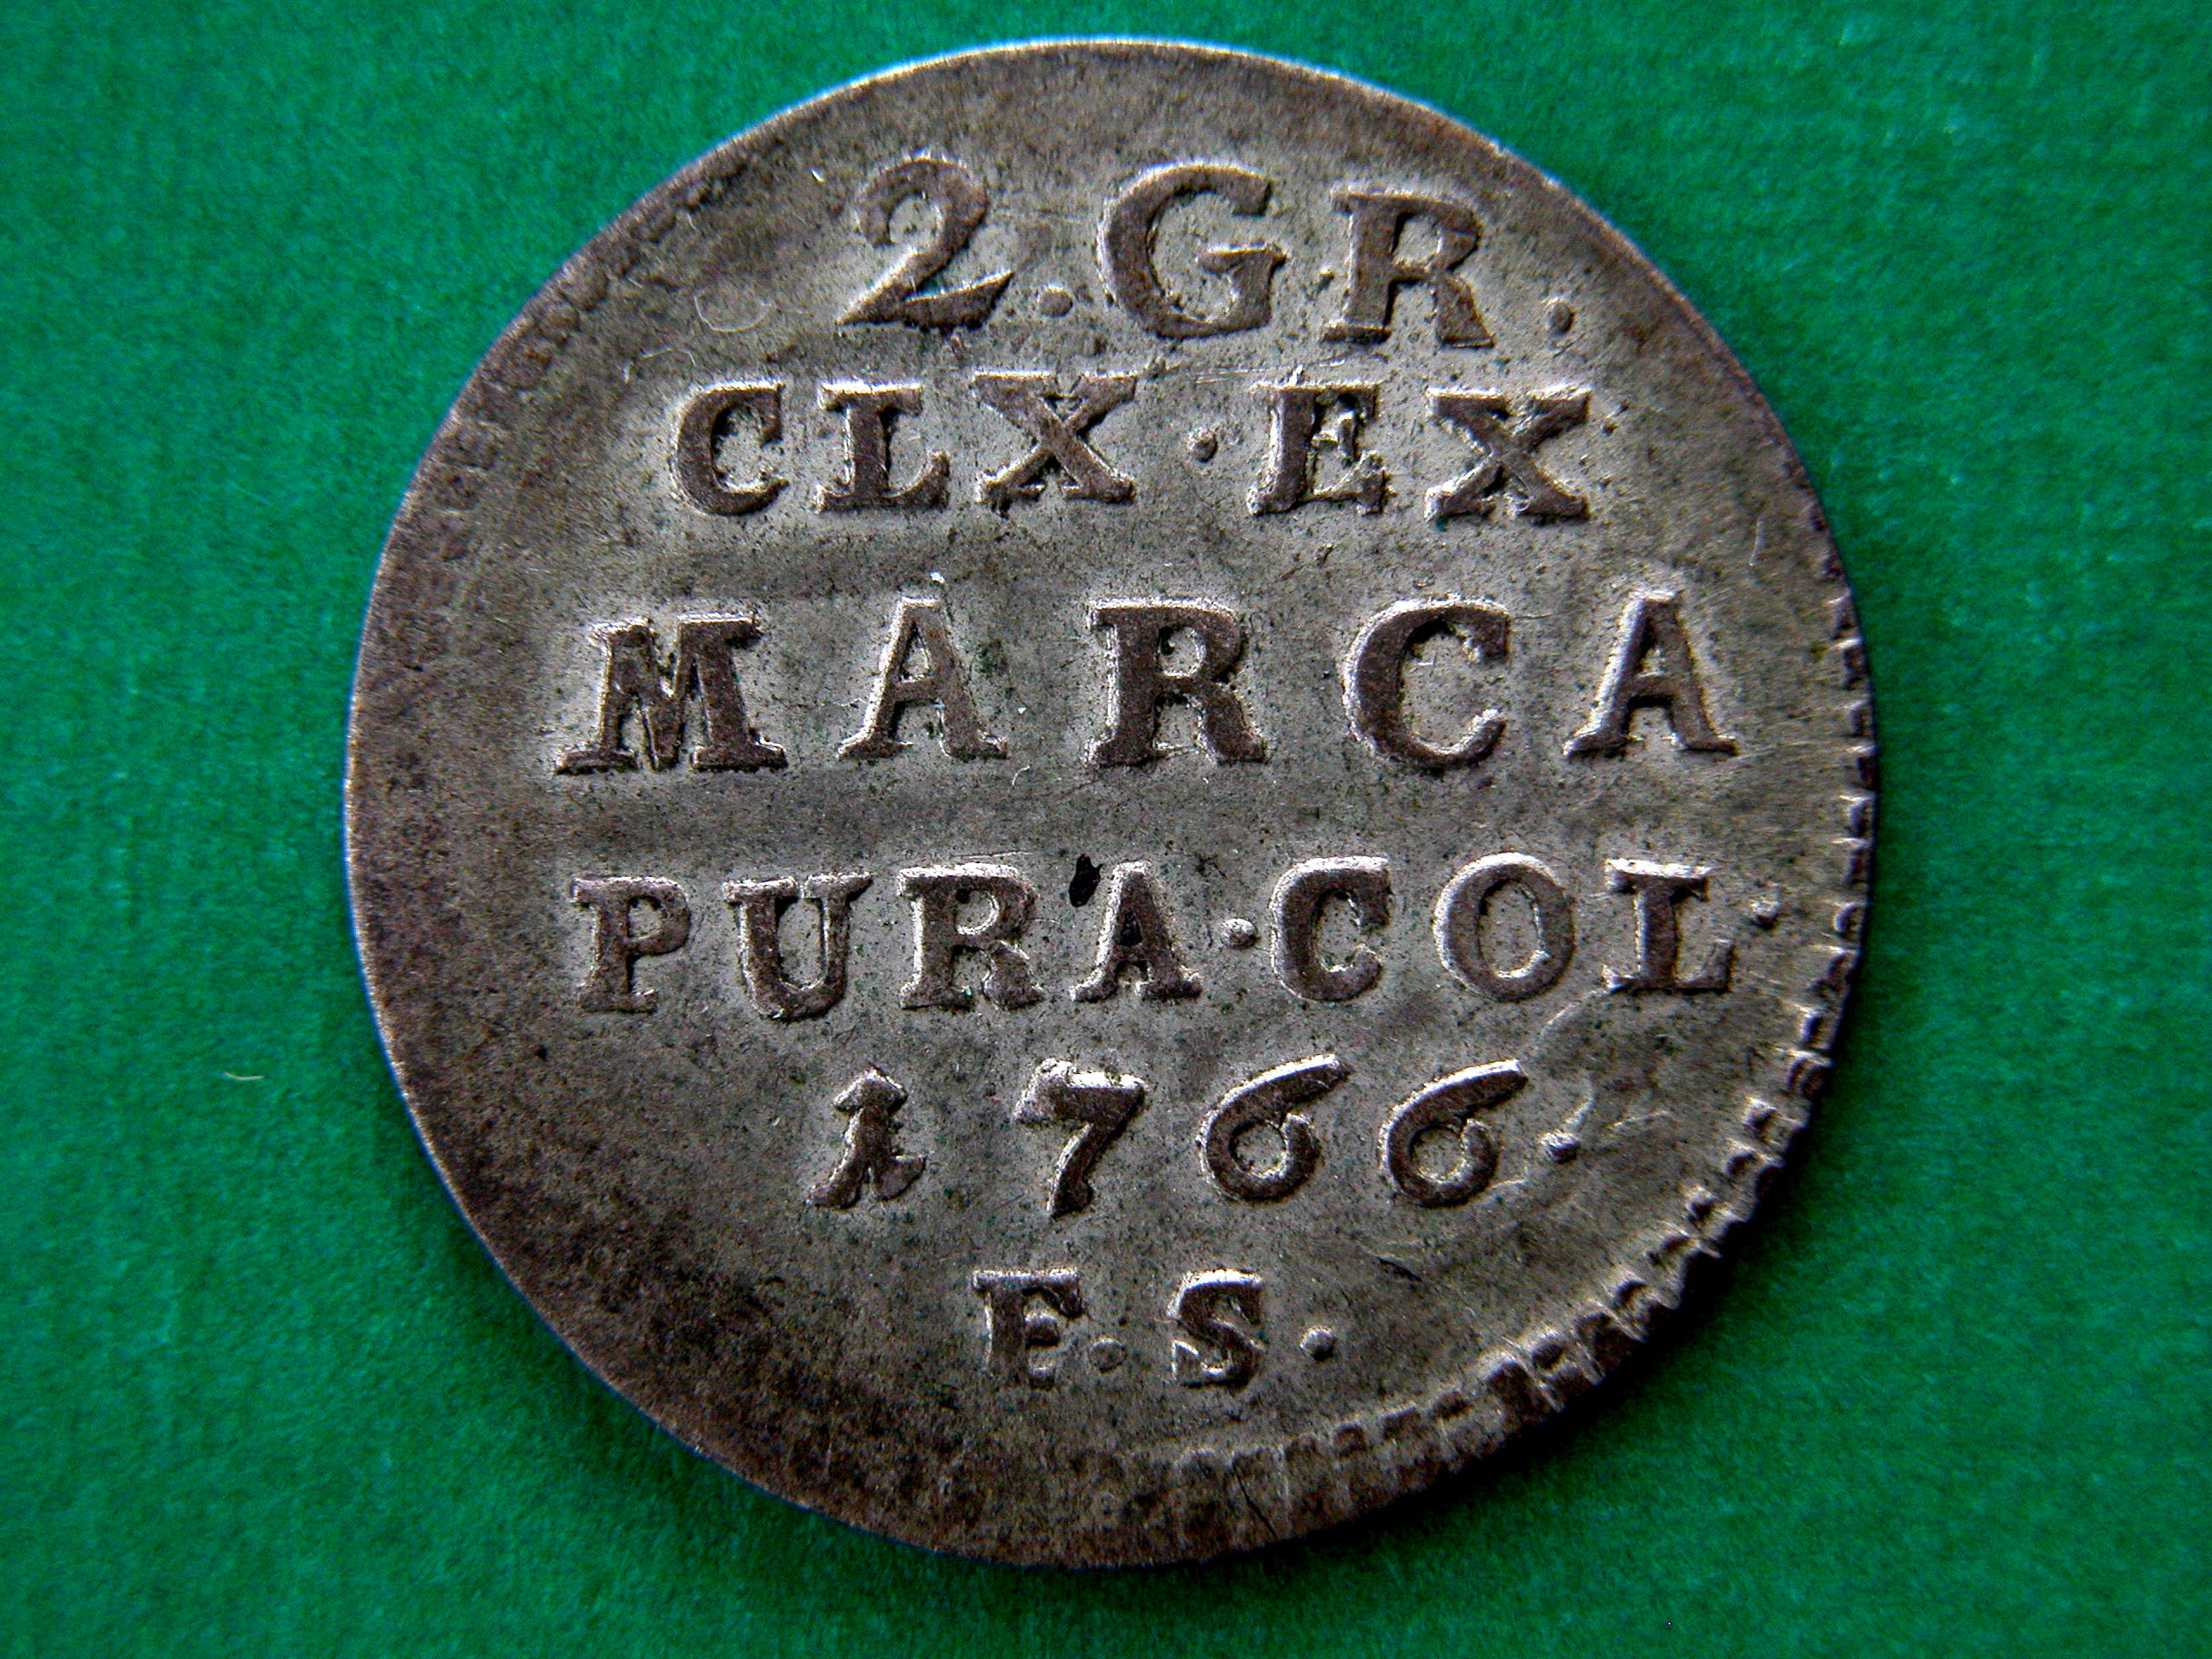 2·GR·
CLX·EX
MARCA
PURA·COL·
1766·
F·S·